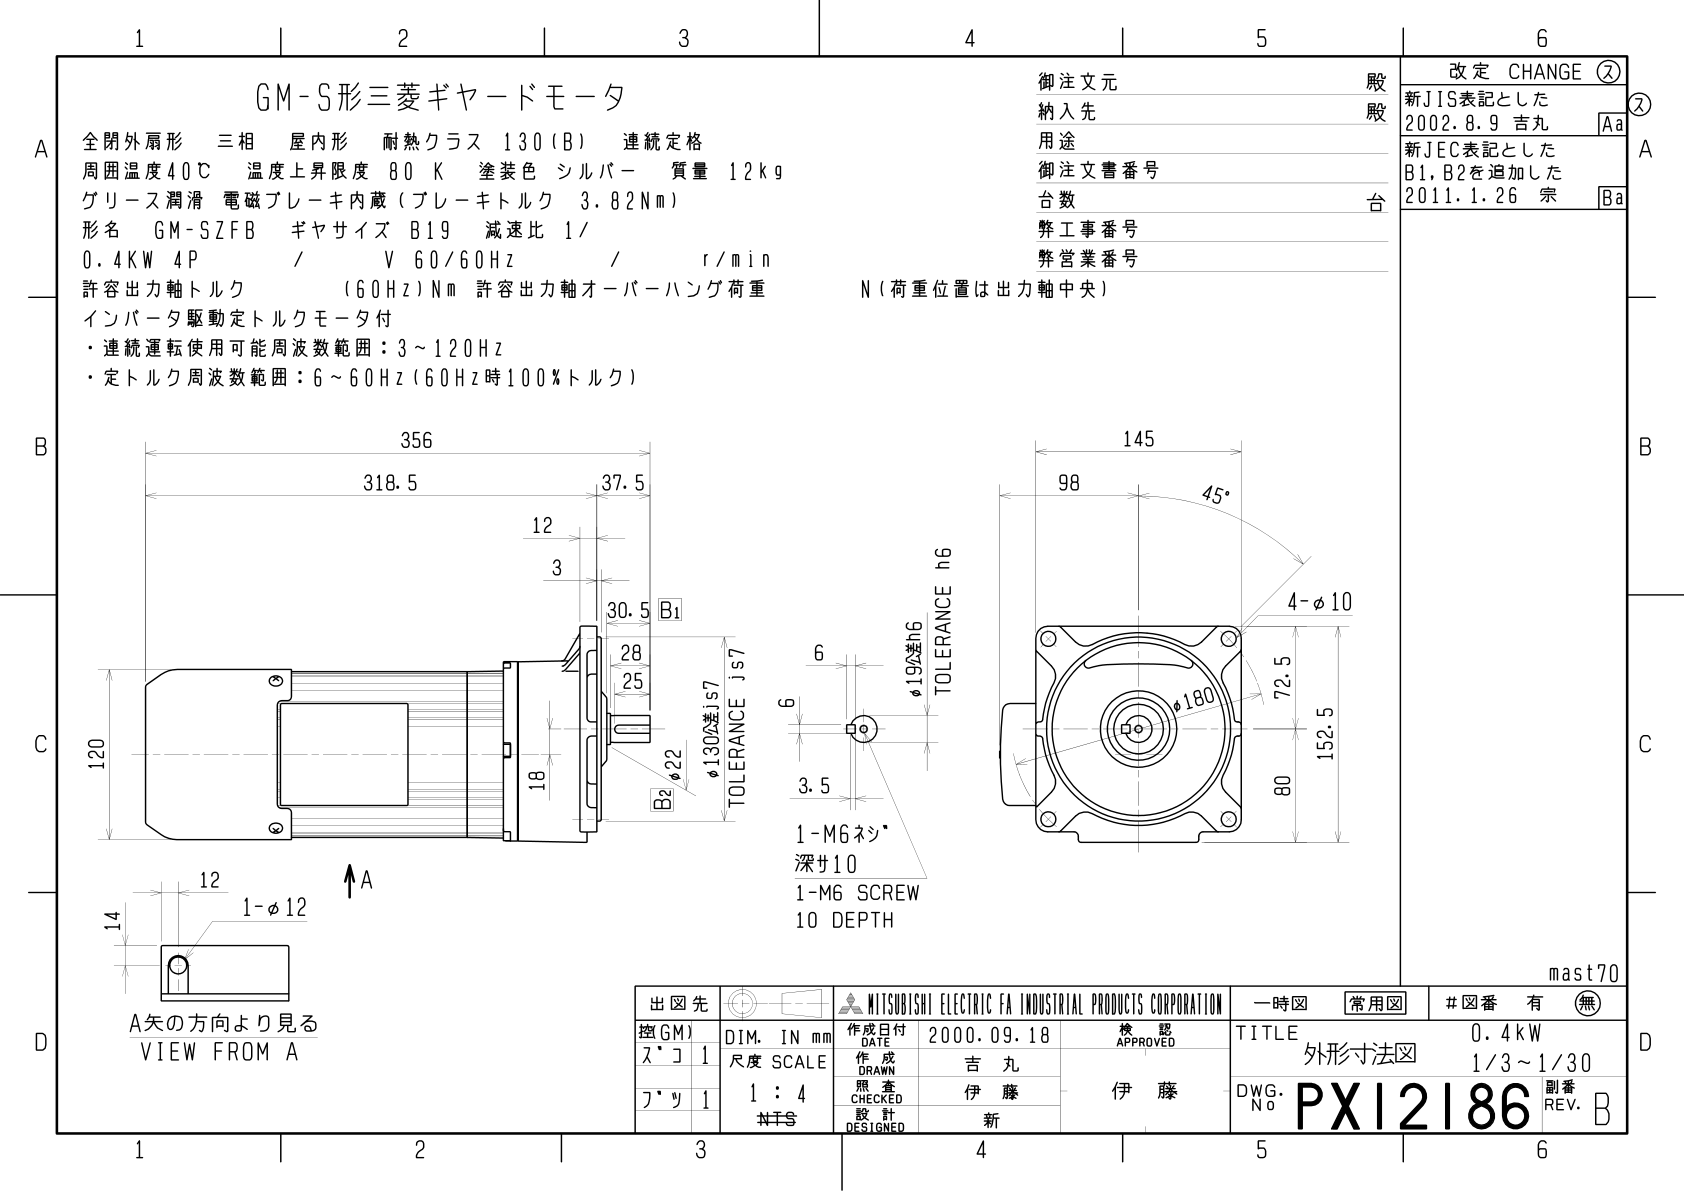 1 2 3 4 5 6
GM-S形三菱ギヤードモータ
全閉外扇形 三相 屋内形 耐熱クラス 130(B) 連続定格
周囲温度40℃ 温度上昇限度 80 K 塗装色 シルバー 質量 12kg
グリース潤滑 電磁ブレーキ内蔵(ブレーキトルク 3.82Nm)
形名 GM-SZFB ギヤサイズ B19 減速比 1/
0.4KW 4P / V 60/60Hz / r/min
許容出力軸トルク (60Hz)Nm 許容出力軸オーバーハング荷重 N(荷重位置は出力軸中央)
インバータ駆動定トルクモータ付
・連続運転使用可能周波数範囲:3~120Hz
・定トルク周波数範囲:6~60Hz(60Hz時100%トルク)
御注文元 殿
納入先 殿
用途
御注文書番号
台数 台
弊工事番号
弊営業番号
改定 CHANGE ㋜
新JIS表記とした
2002.8.9 吉丸 Aa
新JEC表記とした
B1,B2を追加した
2011.1.26 宗 Ba
㋜
A A
B B
C C
D D
356
318.5 37.5
12
3
30.5 B1
28
25
120
18
φ22
B2
φ130公差js7
TOLERANCE js7
A
12
14
1-φ12
A矢の方向より見る
VIEW FROM A
6
6
3.5
φ19公差h6
TOLERANCE h6
1-M6ネジ
深サ10
1-M6 SCREW
10 DEPTH
145
98
45°
4-φ10
φ180
72.5
80
152.5
mast70
出図先
控(GM)
ズコ 1
ブツ 1
DIM. IN mm
尺度 SCALE
1 : 4
NTS
MITSUBISHI ELECTRIC FA INDUSTRIAL PRODUCTS CORPORATION
作成日付 DATE 2000.09.18
作成 DRAWN 吉丸
照査 CHECKED 伊藤
設計 DESIGNED 新
検認 APPROVED
伊藤
一時図 常用図 #図番 有 無
TITLE 0.4kW
外形寸法図 1/3~1/30
DWG. No PX12186 副番 REV. B
1 2 3 4 5 6